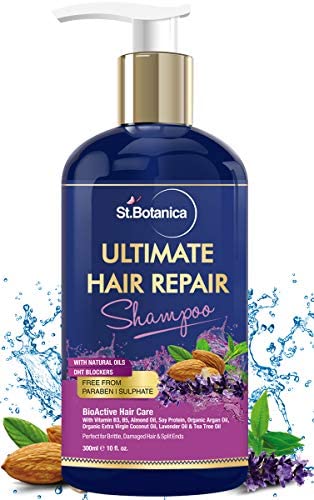 St.Botanica
ULTIMATE
HAIR REPAIR
Shampoo
WITH NATURAL OILS
DHT BLOCKERS
FREE FROM
PARABEN | SULPHATE
BioActive Hair Care
With Vitamin B3, B5, Almond Oil, Soy Protein, Organic Argan Oil,
Organic Extra Virgin Coconut Oil, Lavender Oil & Tea Tree Oil
Perfect for Brittle, Damaged Hair & Split Ends
300ml ℮ 10 fl. oz.